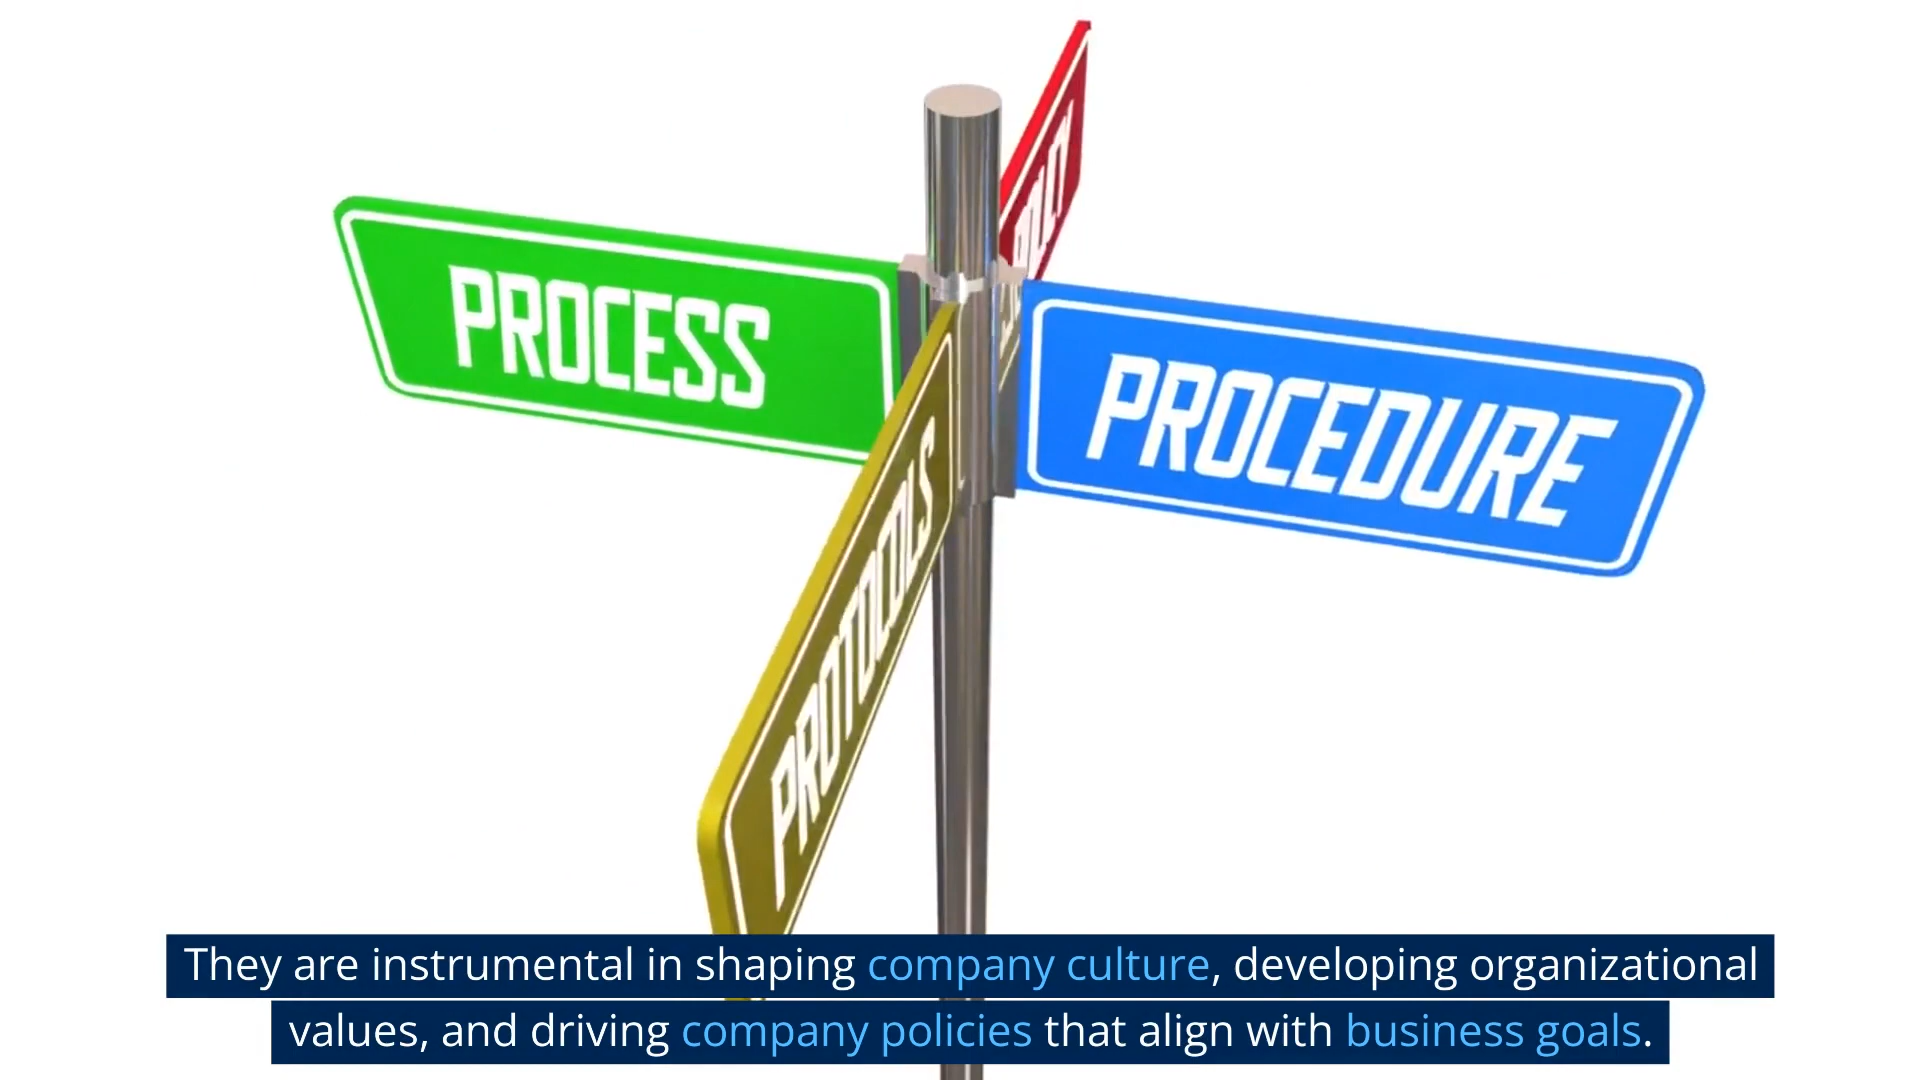 PROCESS
PROCEDURE
PROTOCOLS
They are instrumental in shaping company culture, developing organizational
values, and driving company policies that align with business goals.